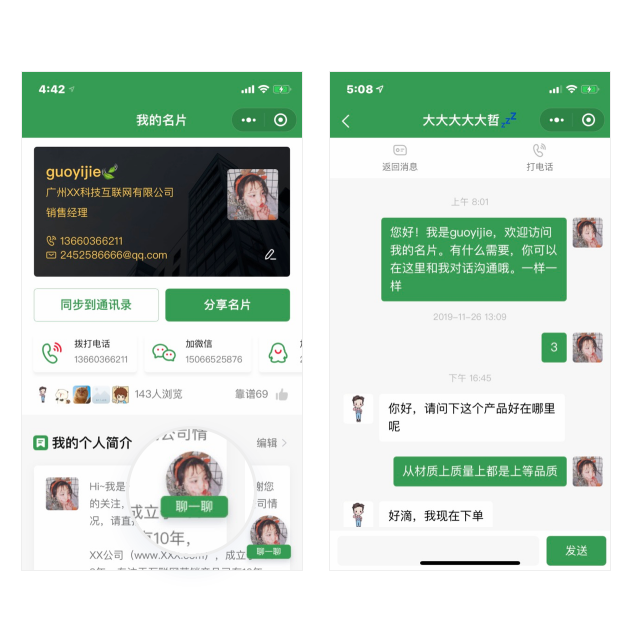 4:42
我的名片
guoyijie
广州XX科技互联网有限公司
销售经理
13660366211
2452586666@qq.com
同步到通讯录
分享名片
拨打电话
13660366211
加微信
15066525876
143人浏览
靠谱69
我的个人简介
编辑
公司情
聊一聊
成立
有10年,
Hi~我是
谢您
的关注,
司情
况,请直
聊一聊
XX公司(www.XXX.com),成立
5:08
大大大大大哲
返回消息
打电话
上午 8:01
您好!我是guoyijie,欢迎访问
我的名片。有什么需要,你可以
在这里和我对话沟通哦。一样一
样
2019-11-26 13:09
3
下午 16:45
你好,请问下这个产品好在哪里
呢
从材质上质量上都是上等品质
好滴,我现在下单
发送